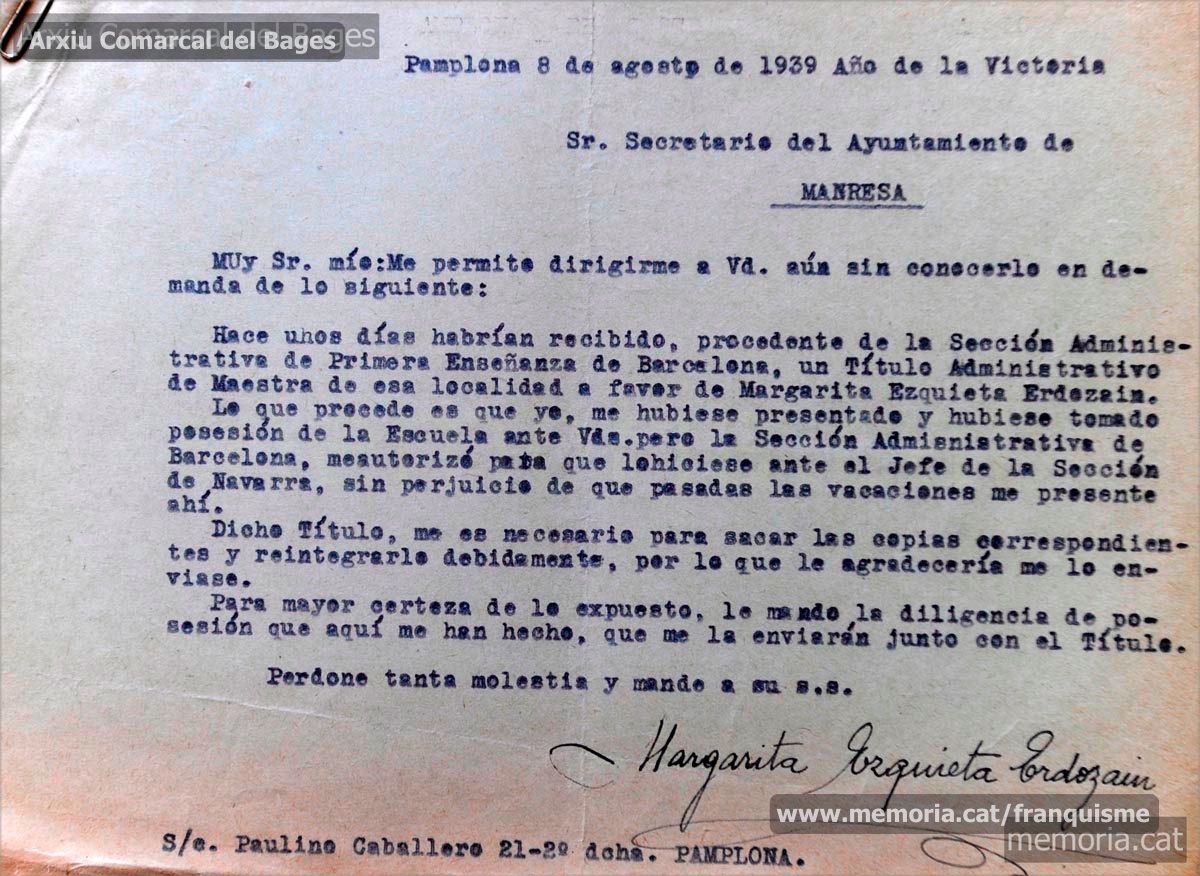 Arxiu Comarcal del Bages
Pamplona 8 de agosto de 1939 Año de la Victoria
Sr. Secretario del Ayuntamiento de
MANRESA
MUy Sr. mío:Me permito dirigirme a Vd. aún sin conocerlo en de-
manda de lo siguiente:
Hace unos días habrían recibido, procedente de la Sección Adminis-
trativa de Primera Enseñanza de Barcelona, un Título Administrativo
de Maestra de esa localidad a favor de Margarita Ezquieta Erdozain.
Lo que procede es que yo, me hubiese presentado y hubiese tomado
posesión de la Escuela ante Vds.pero la Sección Admisnistrativa de
Barcelona, meautorizó para que lohiciese ante el Jefe de la Sección
de Navarra, sin perjuicio de que pasadas las vacaciones me presente
ahí.
Dicho Título, me es necesario para sacar las copias correspondien-
tes y reintegrarlo debidamente, por lo que le agradecería me lo en-
viase.
Para mayor certeza de lo expuesto, le mando la diligencia de po-
sesión que aquí me han hecho, que me la enviarán junto con el Título.
Perdone tanta molestia y mande a su s.s.
Margarita Ezquieta Erdozain
www.memoria.cat/franquisme
memoria.cat
S/c. Paulino Caballero 21-2º dcha. PAMPLONA.